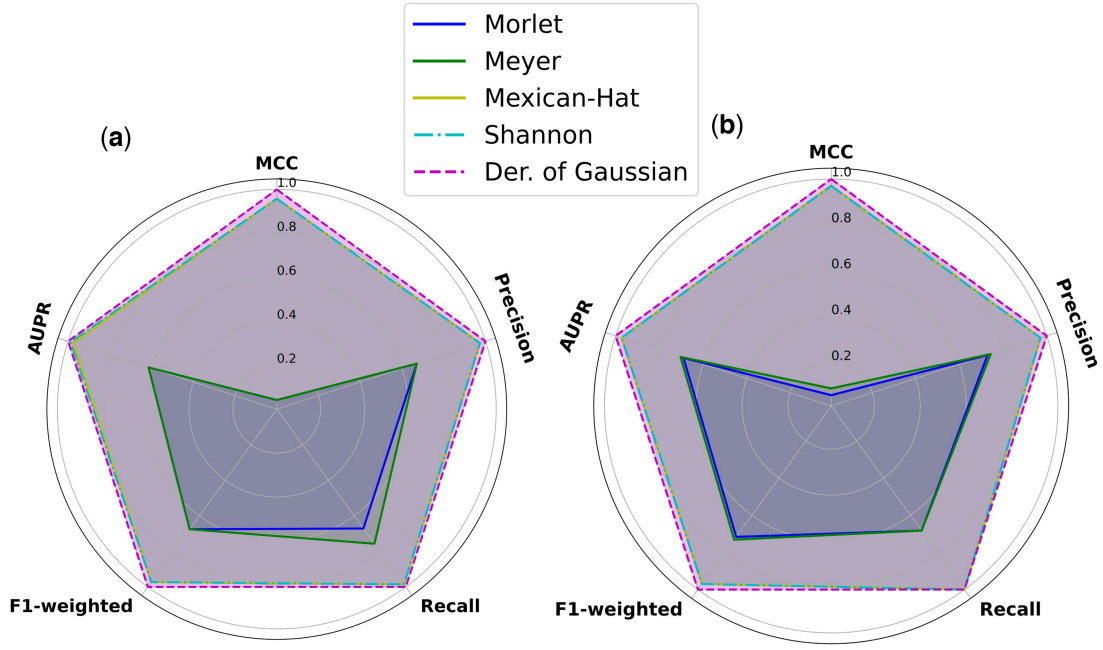 Morlet
Meyer
Mexican-Hat
Shannon
Der. of Gaussian
(a)
MCC
1.0
0.8
0.6
0.4
0.2
Precision
AUPR
F1-weighted
Recall
(b)
MCC
1.0
0.8
0.6
0.4
0.2
Precision
AUPR
F1-weighted
Recall